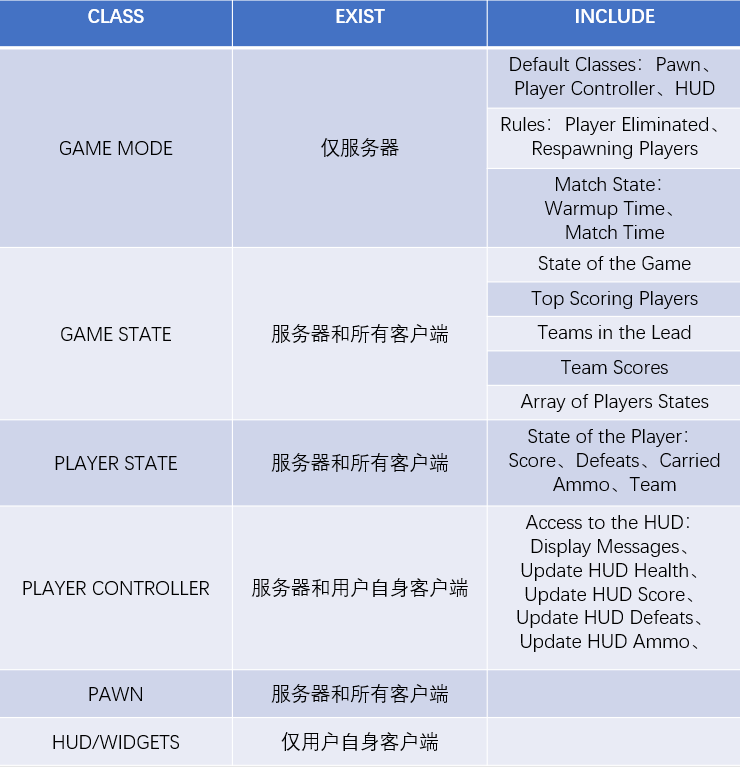 CLASS
EXIST
INCLUDE
GAME MODE
仅服务器
Default Classes：Pawn、
Player Controller、HUD
Rules：Player Eliminated、
Respawning Players
Match State：
Warmup Time、
Match Time
GAME STATE
服务器和所有客户端
State of the Game
Top Scoring Players
Teams in the Lead
Team Scores
Array of Players States
PLAYER STATE
服务器和所有客户端
State of the Player：
Score、Defeats、Carried
Ammo、Team
PLAYER CONTROLLER
服务器和用户自身客户端
Access to the HUD：
Display Messages、
Update HUD Health、
Update HUD Score、
Update HUD Defeats、
Update HUD Ammo、
PAWN
服务器和所有客户端
HUD/WIDGETS
仅用户自身客户端